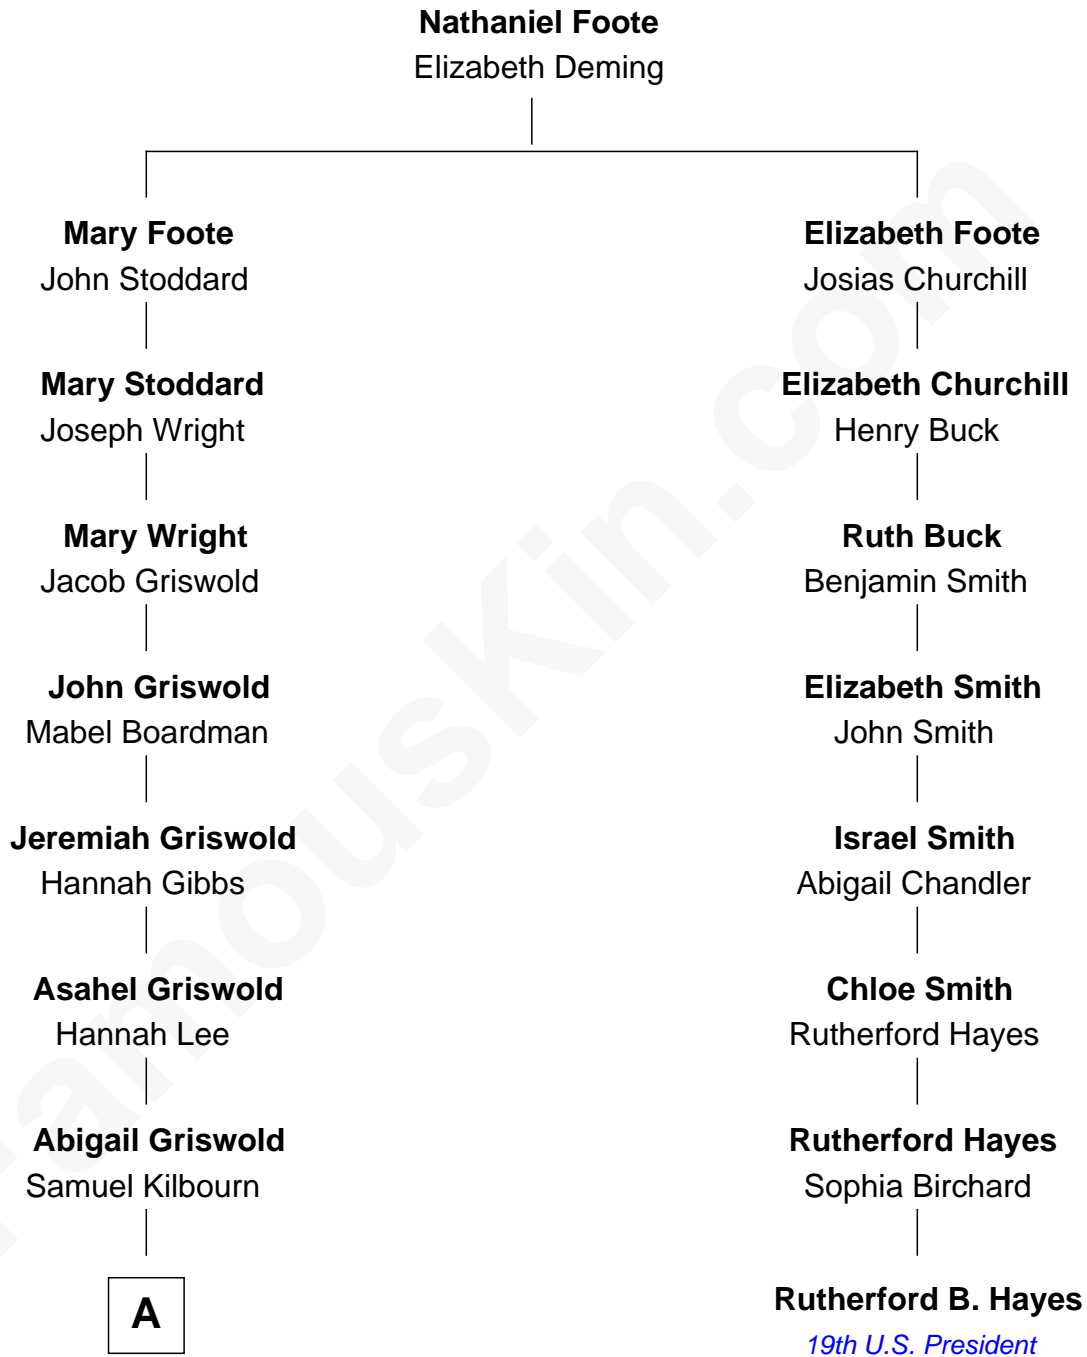 Nathaniel Foote
Elizabeth Deming
Mary Foote
John Stoddard
Elizabeth Foote
Josias Churchill
Mary Stoddard
Joseph Wright
Elizabeth Churchill
Henry Buck
Mary Wright
Jacob Griswold
Ruth Buck
Benjamin Smith
John Griswold
Mabel Boardman
Elizabeth Smith
John Smith
Jeremiah Griswold
Hannah Gibbs
Israel Smith
Abigail Chandler
Asahel Griswold
Hannah Lee
Chloe Smith
Rutherford Hayes
Abigail Griswold
Samuel Kilbourn
Rutherford Hayes
Sophia Birchard
A
Rutherford B. Hayes
19th U.S. President
FamousKin.com